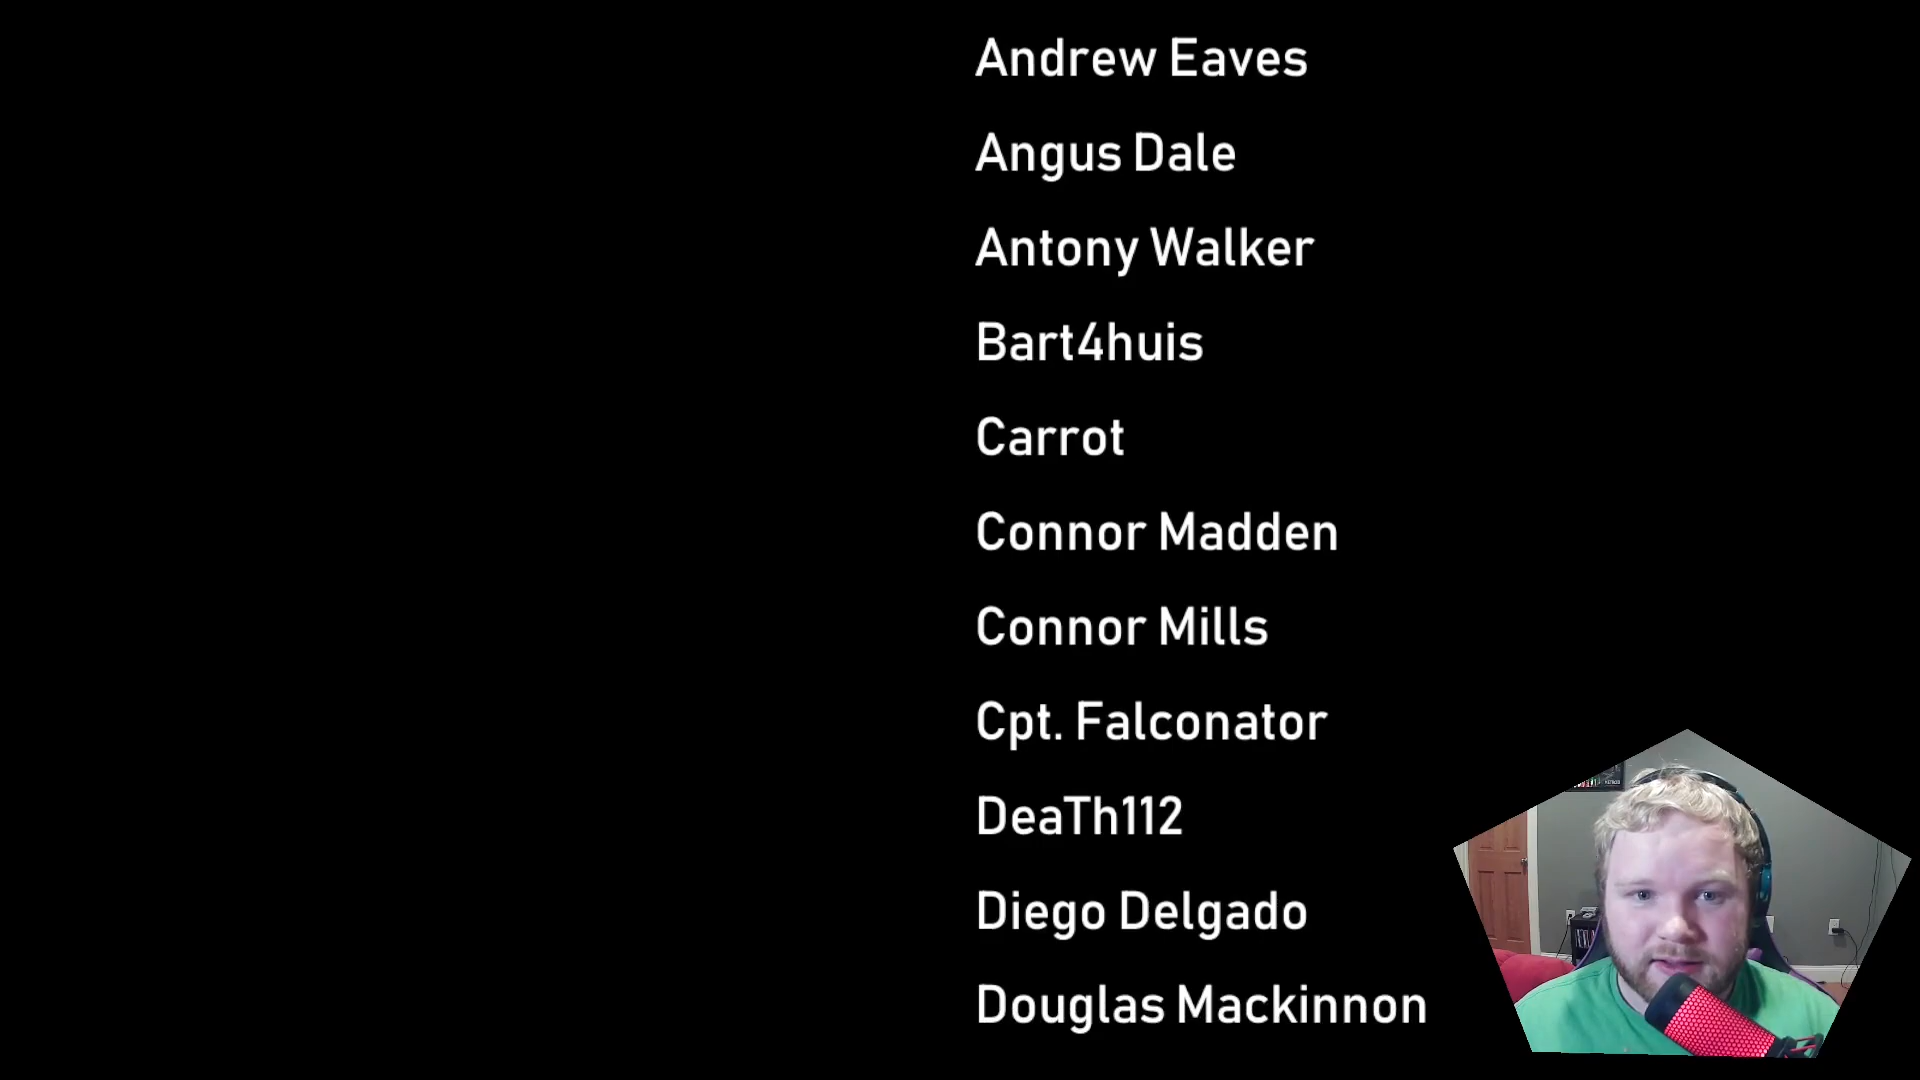 Andrew Eaves
Angus Dale
Antony Walker
Bart4huis
Carrot
Connor Madden
Connor Mills
Cpt. Falconator
DeaTh112
Diego Delgado
Douglas Mackinnon